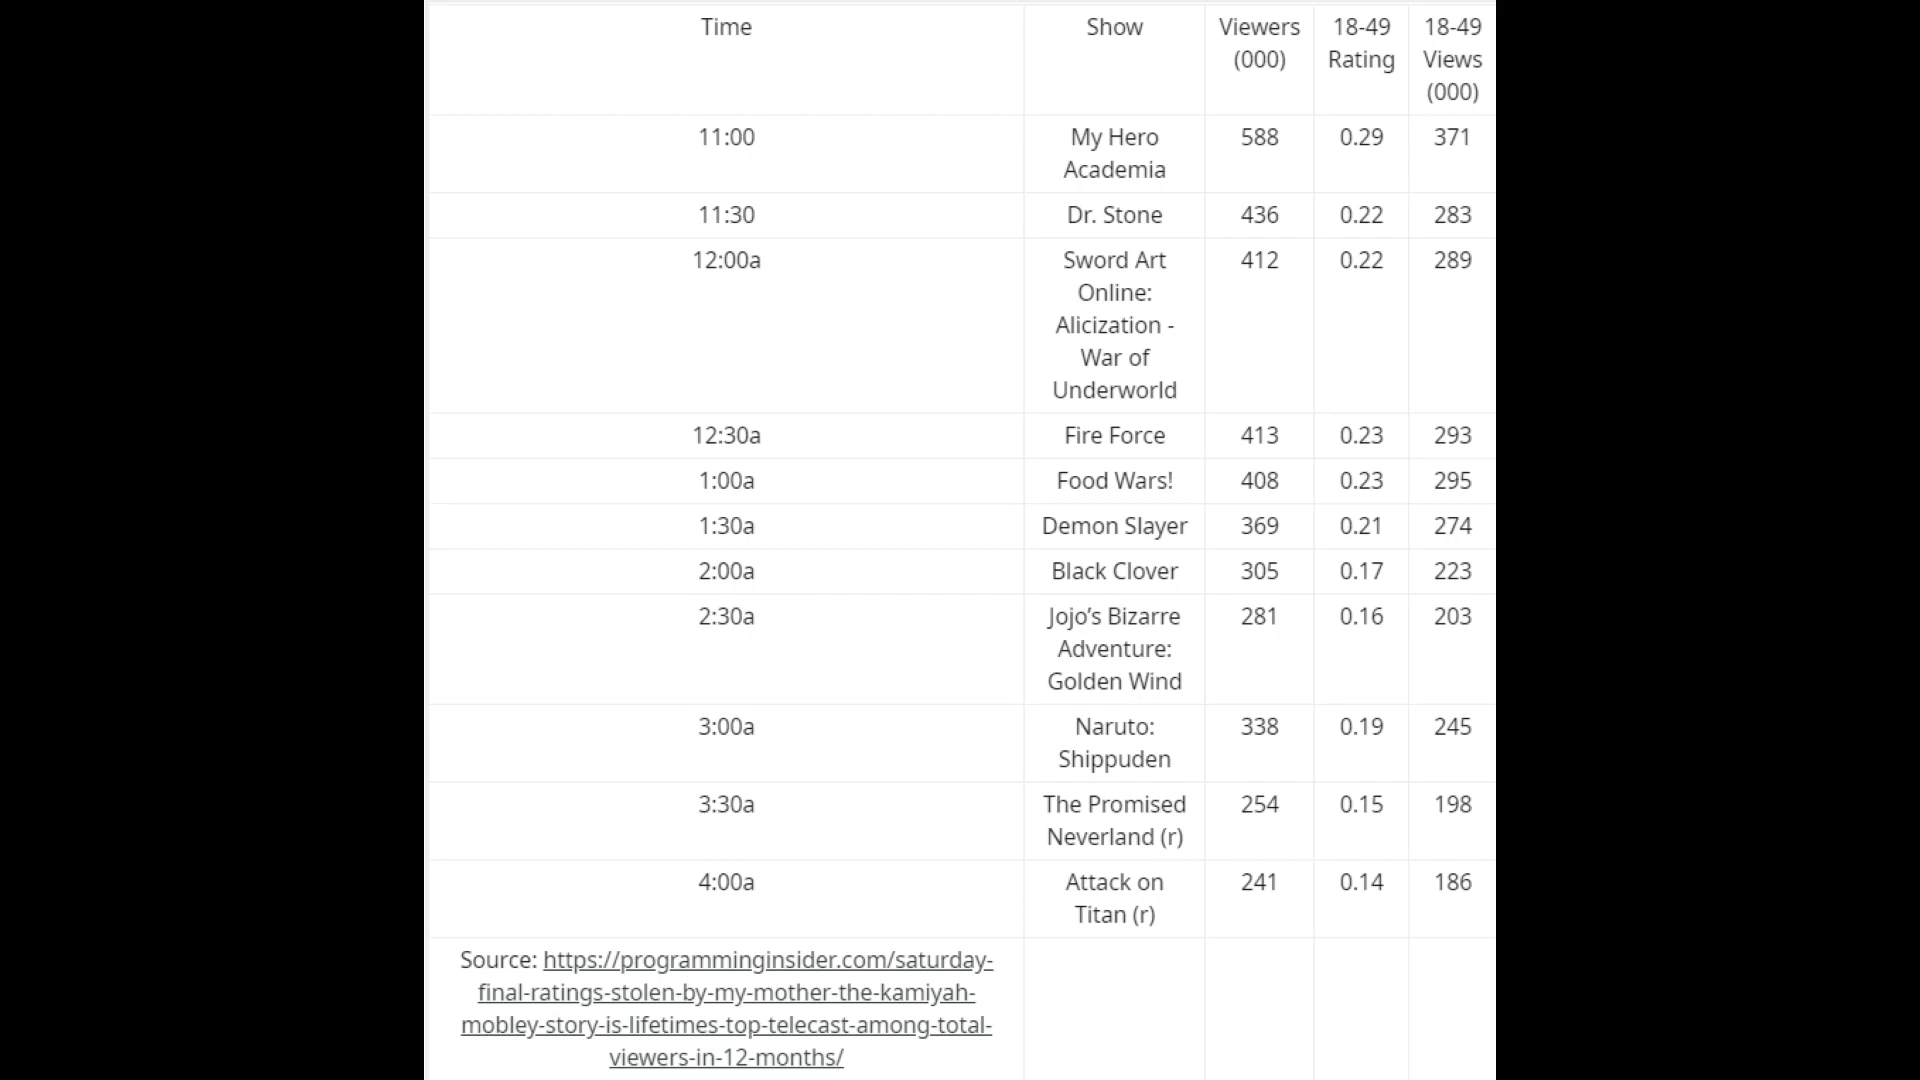 Time Show Viewers (000) 18-49 Rating 18-49 Views (000)
11:00 My Hero Academia 588 0.29 371
11:30 Dr. Stone 436 0.22 283
12:00a Sword Art Online: Alicization - War of Underworld 412 0.22 289
12:30a Fire Force 413 0.23 293
1:00a Food Wars! 408 0.23 295
1:30a Demon Slayer 369 0.21 274
2:00a Black Clover 305 0.17 223
2:30a Jojo’s Bizarre Adventure: Golden Wind 281 0.16 203
3:00a Naruto: Shippuden 338 0.19 245
3:30a The Promised Neverland (r) 254 0.15 198
4:00a Attack on Titan (r) 241 0.14 186
Source: https://programminginsider.com/saturday-
final-ratings-stolen-by-my-mother-the-kamiyah-
mobley-story-is-lifetimes-top-telecast-among-total-
viewers-in-12-months/